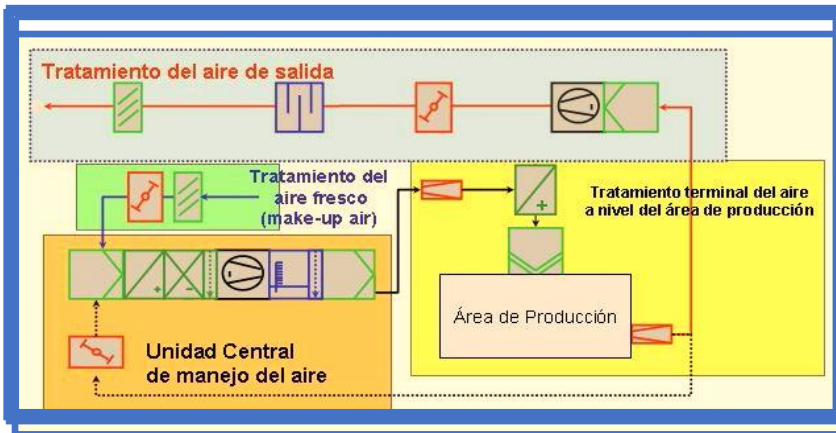 Tratamiento del aire de salida
Tratamiento del
aire fresco
(make-up air)
Tratamiento terminal del aire
a nivel del área de producción
+
+
-
Área de Producción
Unidad Central
de manejo del aire